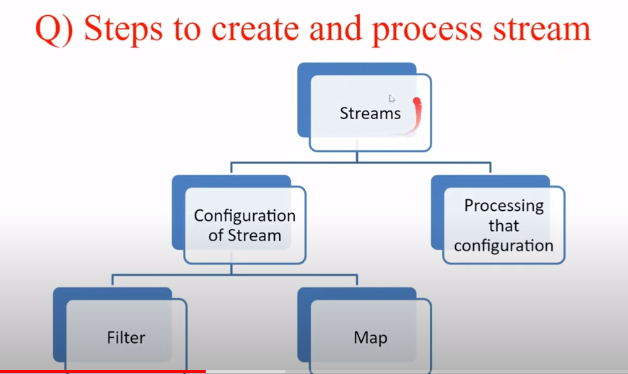 Q) Steps to create and process stream
Streams
Configuration
of Stream
Processing
that
configuration
Filter
Map